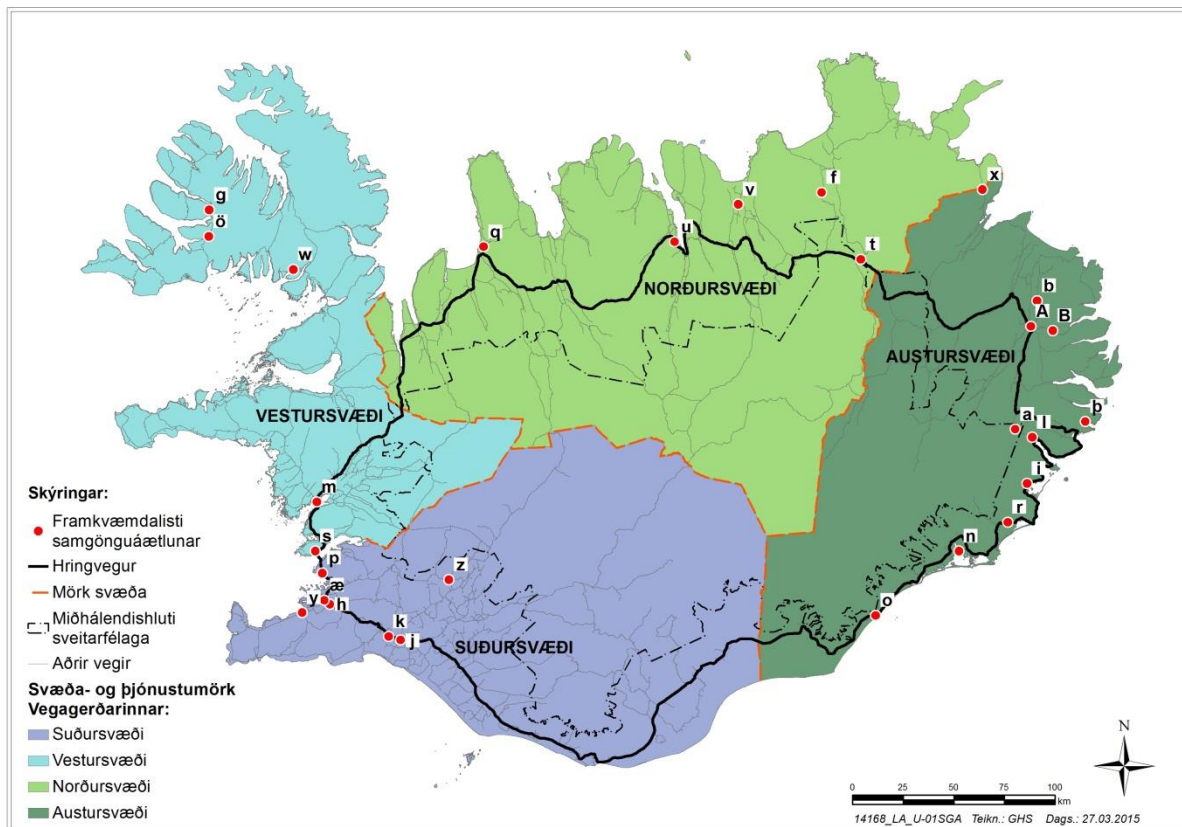 x
g
v
f
ö
q
u
w
t
NORÐURSVÆÐI
b
A
B
AUSTURSVÆÐI
VESTURSVÆÐI
a
l
þ
i
m
r
s
n
p
z
æ
y
h
o
k
j
SUÐURSVÆÐI
Skýringar:
Framkvæmdalisti
samgönguáætlunar
Hringvegur
Mörk svæða
Miðhálendishluti
sveitarfélaga
Aðrir vegir
Svæða- og þjónustumörk
Vegagerðarinnar:
Suðursvæði
Vestursvæði
Norðursvæði
Austursvæði
N
0 25 50 75 100
km
14168_LA_U-01SGA Teikn.: GHS Dags.: 27.03.2015